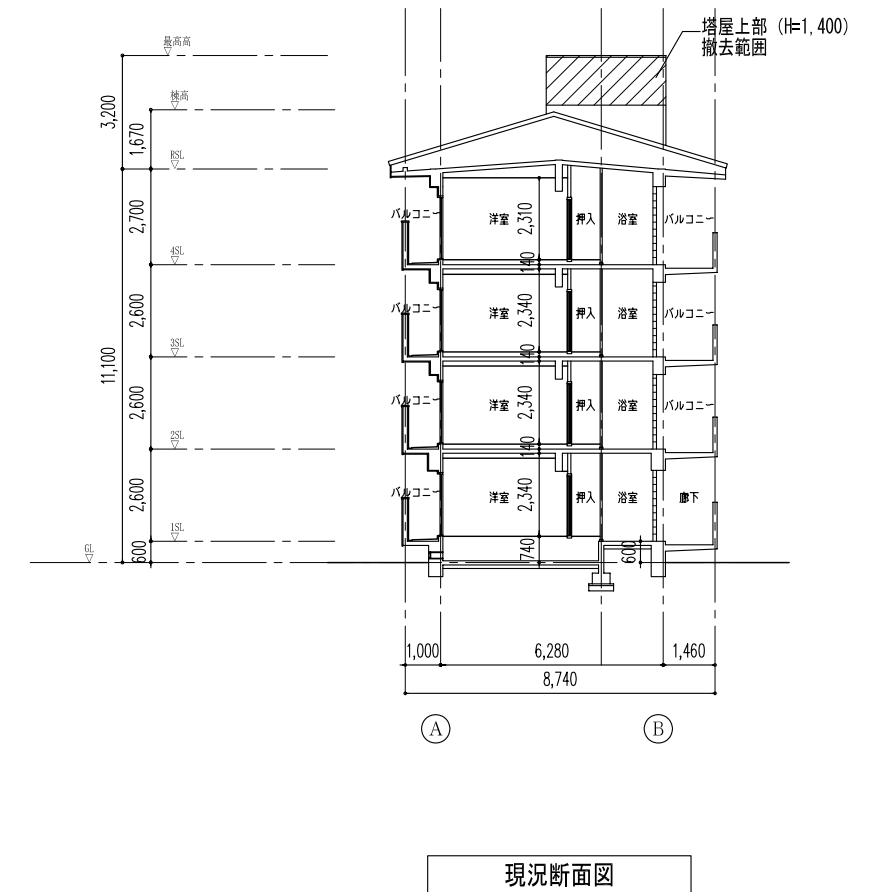 塔屋上部 (H=1,400)
撤去範囲
最高高
棟高
RSL
4SL
3SL
2SL
1SL
GL
3,200
1,670
11,100
2,700
2,600
2,600
2,600
600
バルコニー 洋室 2,310 押入 浴室 バルコニー
140
バルコニー 洋室 2,340 押入 浴室 バルコニー
140
バルコニー 洋室 2,340 押入 浴室 バルコニー
140
バルコニー 洋室 2,340 押入 浴室 廊下
740 600
1,000 6,280 1,460
8,740
A B
現況断面図